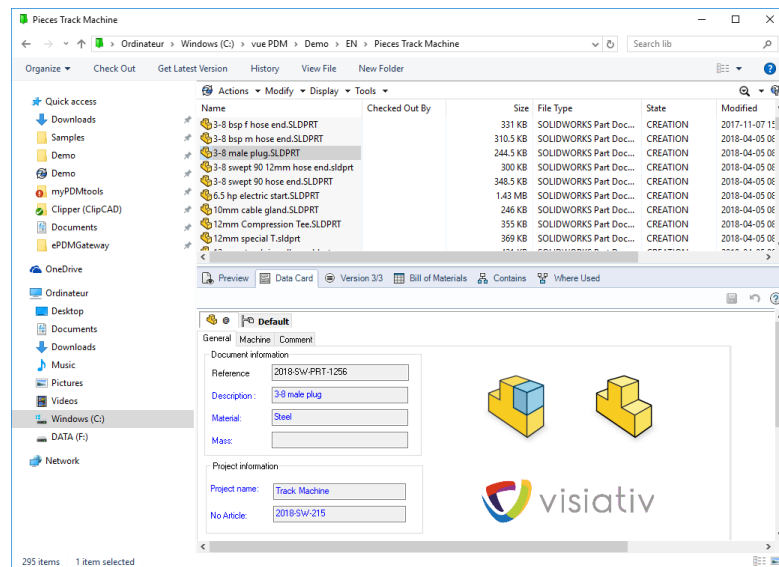 Pieces Track Machine
Ordinateur > Windows (C:) > vue PDM > Demo > EN > Pieces Track Machine
Search lib
Organize Check Out Get Latest Version History View File New Folder
Quick access
Downloads
Samples
Demo
Demo
myPDMtools
Clipper (ClipCAD)
Documents
ePDMGateway
OneDrive
Ordinateur
Desktop
Documents
Downloads
Music
Pictures
Videos
Windows (C:)
DATA (F:)
Network
Actions Modify Display Tools
Name Checked Out By Size File Type State Modified
3-8 bsp f hose end.SLDPRT 331 KB SOLIDWORKS Part Doc... CREATION 2017-11-07 15
3-8 bsp m hose end.SLDPRT 310.5 KB SOLIDWORKS Part Doc... CREATION 2018-04-05 08
3-8 male plug.SLDPRT 244.5 KB SOLIDWORKS Part Doc... CREATION 2018-04-05 08
3-8 swept 90 12mm hose end.sldprt 300 KB SOLIDWORKS Part Doc... CREATION 2018-04-05 08
3-8 swept 90 hose end.SLDPRT 348.5 KB SOLIDWORKS Part Doc... CREATION 2018-04-05 08
6.5 hp electric start.SLDPRT 1.43 MB SOLIDWORKS Part Doc... CREATION 2018-04-05 08
10mm cable gland.SLDPRT 246 KB SOLIDWORKS Part Doc... CREATION 2018-04-05 08
12mm Compression Tee.SLDPRT 355 KB SOLIDWORKS Part Doc... CREATION 2018-04-05 08
12mm special T.sldprt 369 KB SOLIDWORKS Part Doc... CREATION 2018-04-05 08
Preview Data Card Version 3/3 Bill of Materials Contains Where Used
@ Default
General Machine Comment
Document information
Reference 2018-SW-PRT-1256
Description : 3-8 male plug
Material: Steel
Mass:
Project information
Project name: Track Machine
No Article: 2018-SW-215
visiativ
295 items 1 item selected